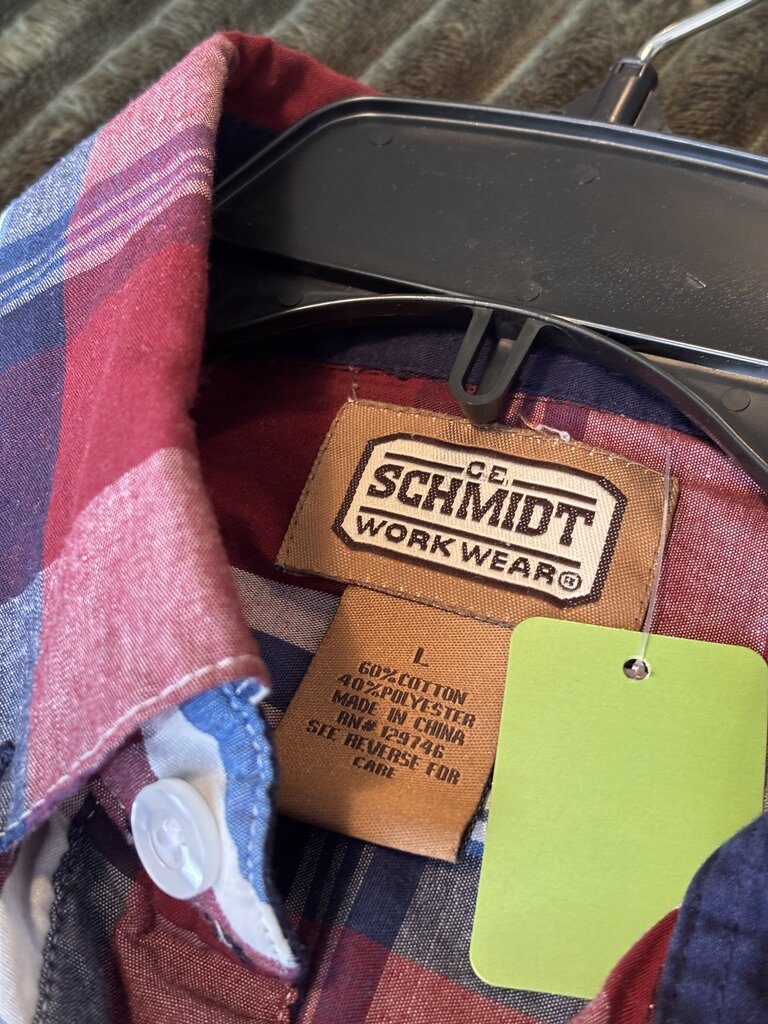 C.E.
SCHMIDT
WORK WEAR®
L
60%COTTON
40%POLYESTER
MADE IN CHINA
RN# 129746
SEE REVERSE FOR
CARE